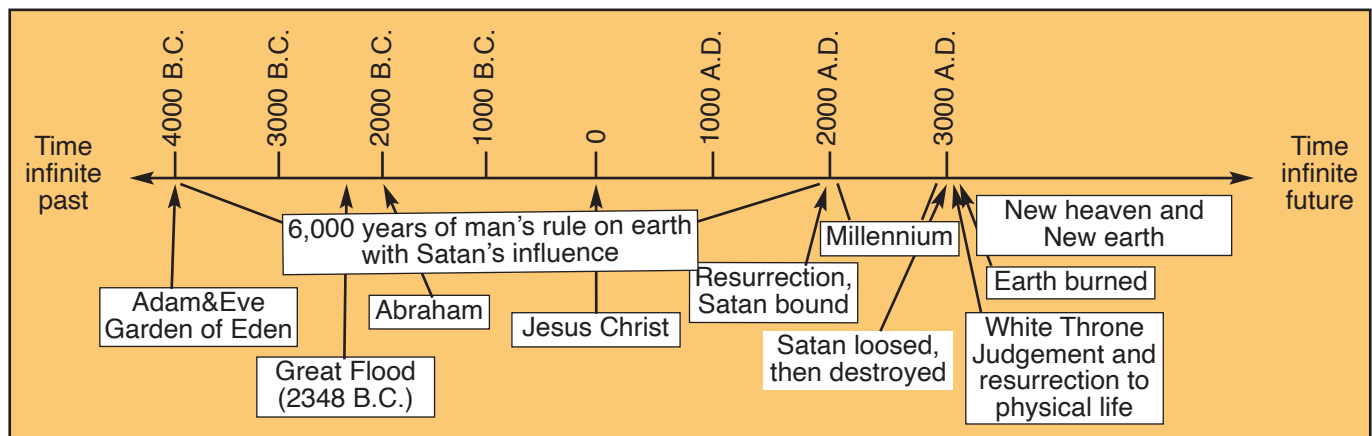 4000 B.C.
3000 B.C.
2000 B.C.
1000 B.C.
0
1000 A.D.
2000 A.D.
3000 A.D.
Time
infinite
past
Time
infinite
future
6,000 years of man's rule on earth
with Satan's influence
Millennium
New heaven and
New earth
Adam&Eve
Garden of Eden
Abraham
Jesus Christ
Resurrection,
Satan bound
Earth burned
Great Flood
(2348 B.C.)
Satan loosed,
then destroyed
White Throne
Judgement and
resurrection to
physical life